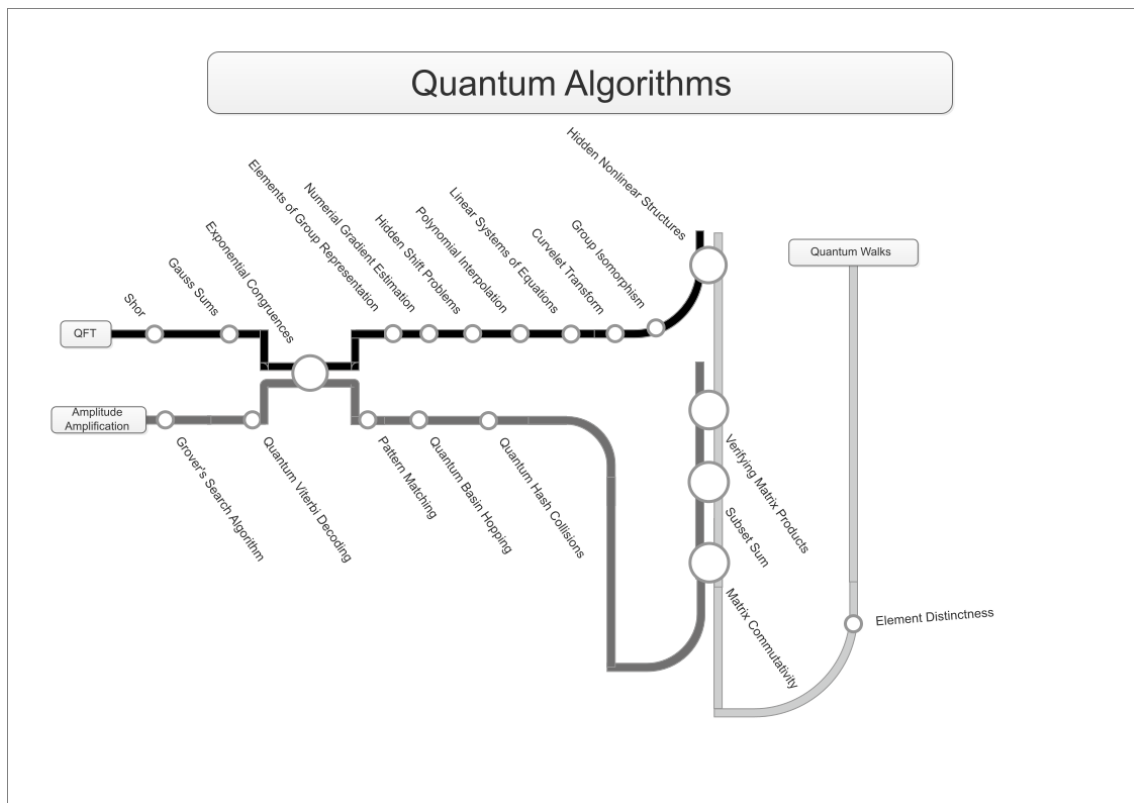 Quantum Algorithms
Hidden Nonlinear Structures
Elements of Group Representation
Numerial Gradient Estimation
Hidden Shift Problems
Polynomial Interpolation
Linear Systems of Equations
Curvelet Transform
Group Isomorphism
Exponential Congruences
Gauss Sums
Shor
Quantum Walks
QFT
Amplitude
Amplification
Grover's Search Algorithm
Quantum Viterbi Decoding
Pattern Matching
Quantum Basin Hopping
Quantum Hash Collisions
Verifying Matrix Products
Subset Sum
Matrix Commutativity
Element Distinctness